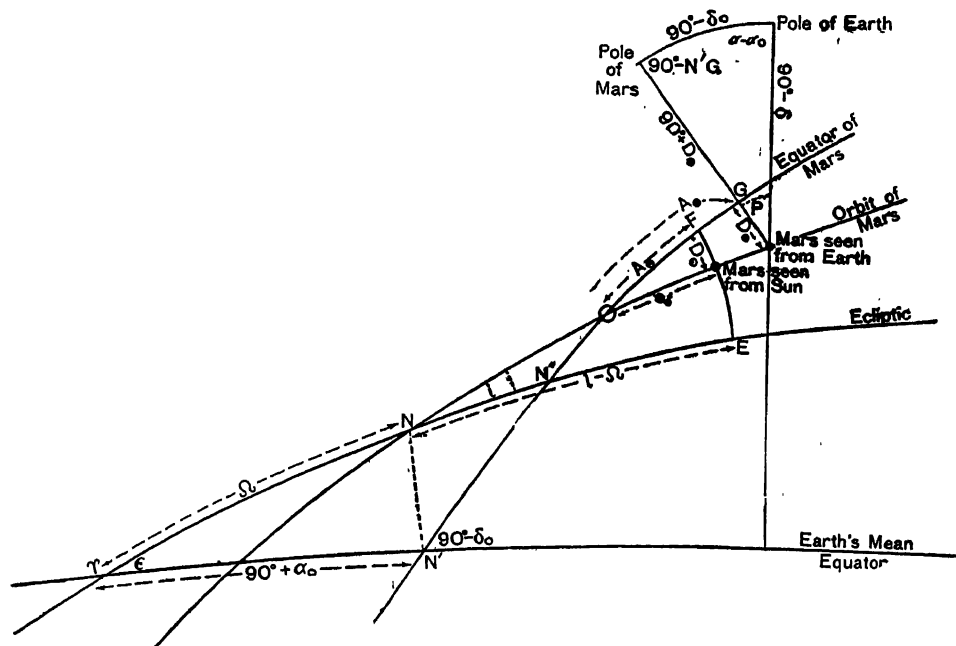 90°-δ₀
Pole of Earth
α-α₀
Pole
of
Mars
90°-N'G
90°-δ
90°+D⊕
Equator of
Mars
G
P
A⊕
F
D⊕
Orbit of
Mars
Mars seen
from Earth
D☉
A☉
Mars seen
from Sun
O
Ecliptic
E
N"
i
l-Ω
N
Ω
90°-δ₀
Earth's Mean
Equator
N'
♈
ϵ
90°+α₀